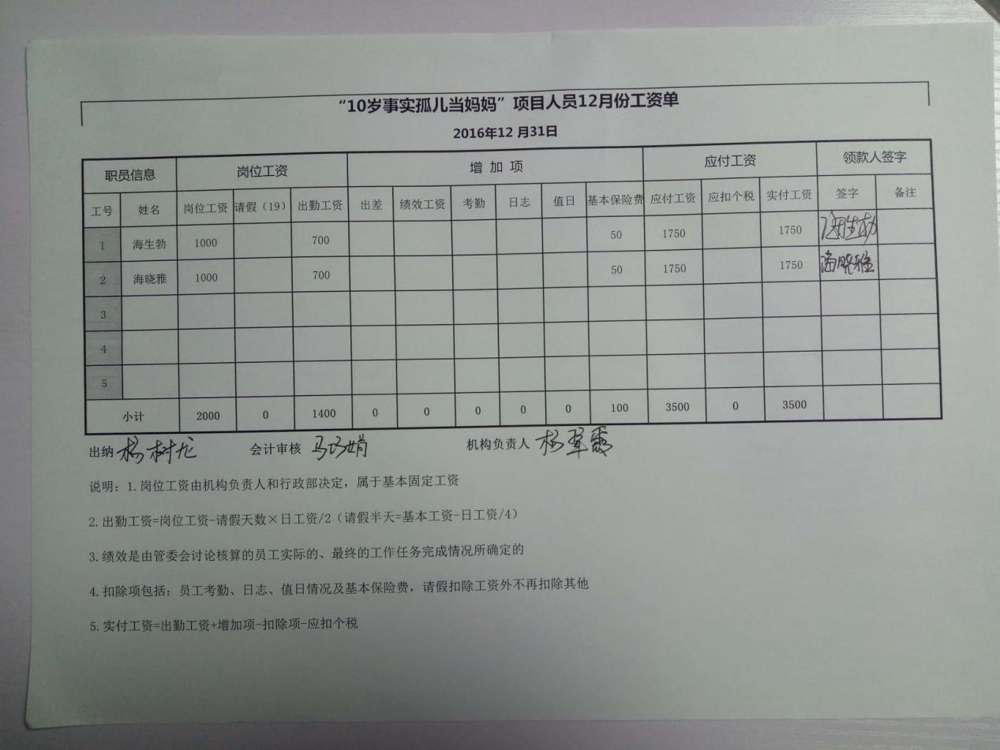 “10岁事实孤儿当妈妈”项目人员12月份工资单
2016年12 月31日
职员信息 岗位工资 增 加 项 应付工资 领款人签字
工号 姓名 岗位工资 请假（19） 出勤工资 出差 绩效工资 考勤 日志 值日 基本保险费 应付工资 应扣个税 实付工资 签字 备注
1 海生勃 1000 700 50 1750 1750 海生勃
2 海晓雅 1000 700 50 1750 1750 海晓雅
3
4
5
小计 2000 0 1400 0 0 0 0 0 100 3500 0 3500
出纳 杨树龙 会计审核 马巧娟 机构负责人 杨翠霞
说明：1.岗位工资由机构负责人和行政部决定，属于基本固定工资
2.出勤工资=岗位工资-请假天数×日工资/2（请假半天=基本工资-日工资/4）
3.绩效是由管委会讨论核算的员工实际的、最终的工作任务完成情况所确定的
4.扣除项包括：员工考勤、日志、值日情况及基本保险费，请假扣除工资外不再扣除其他
5.实付工资=出勤工资+增加项-扣除项-应扣个税